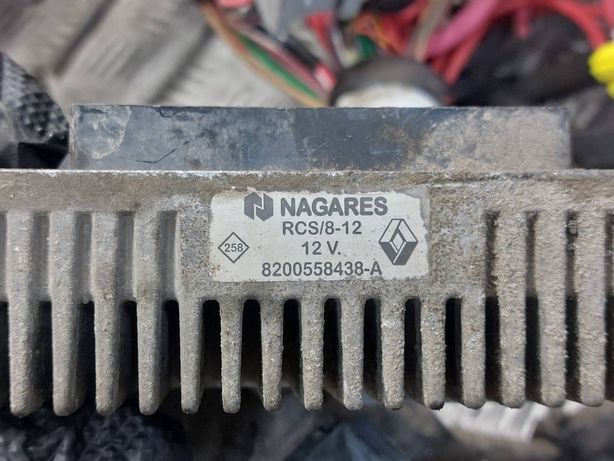 NAGARES
RCS/8-12
258
12 V.
8200558438-A